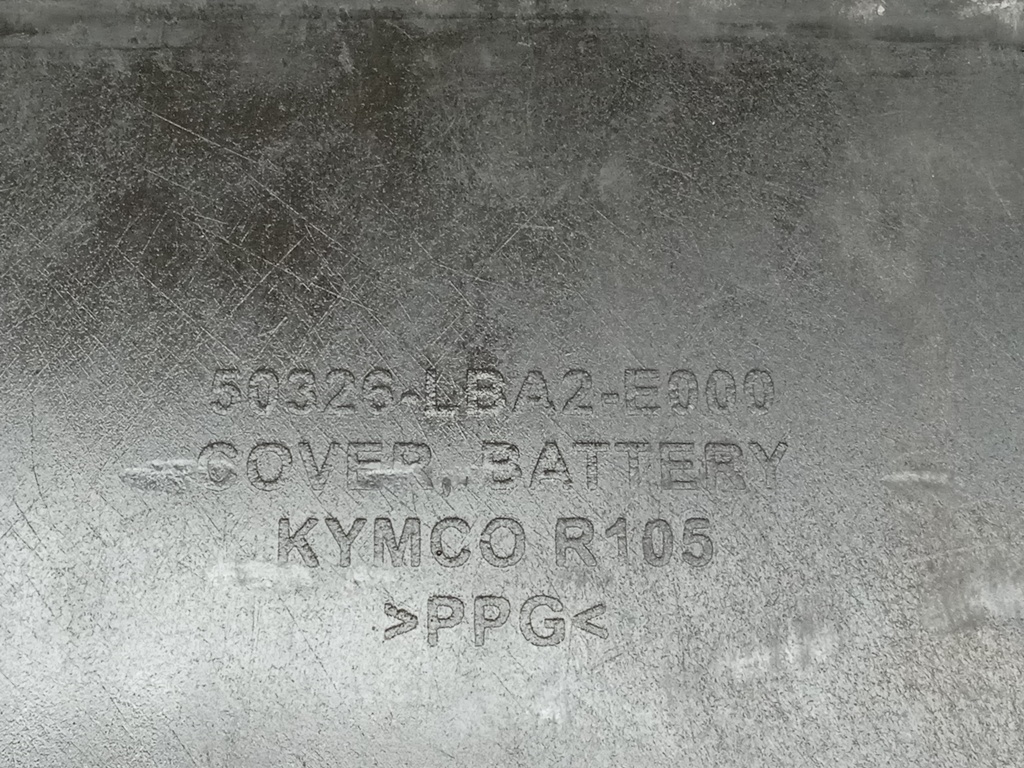 50326-LBA2-E000
COVER, BATTERY
KYMCO R105
>PPG<